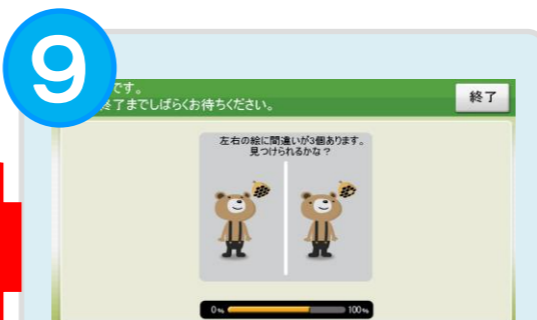 9
です。
終了までしばらくお待ちください。
終了
左右の絵に間違いが3個あります。
見つけられるかな？
0%
100%